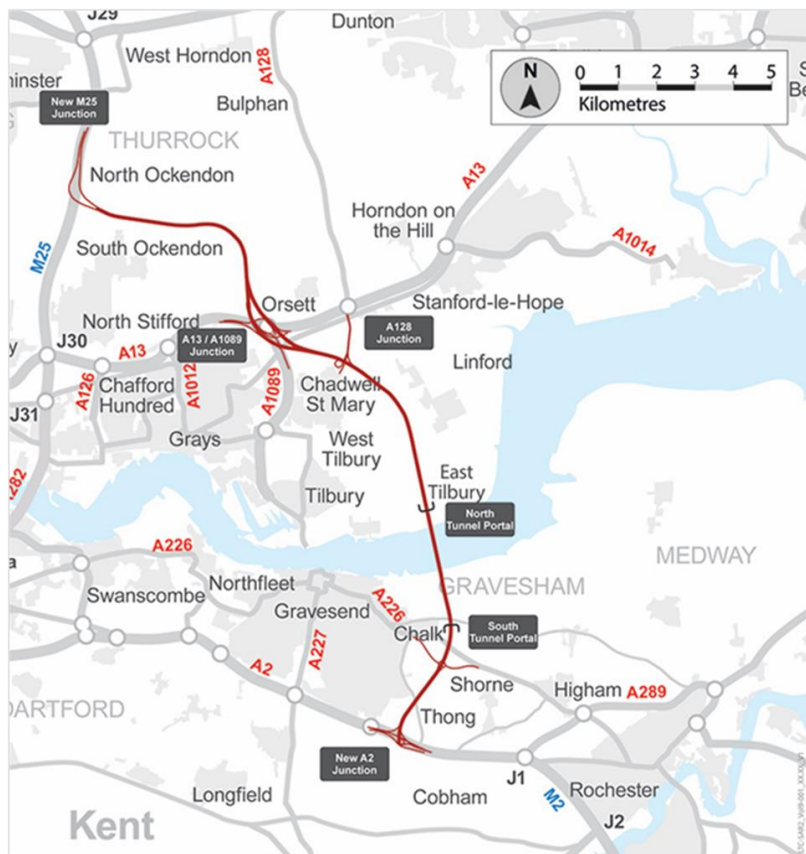 J29
Dunton
West Horndon
A128
minster
New M25
Junction
Bulphan
N
0 1 2 3 4 5
Kilometres
S
Be
THURROCK
North Ockendon
A13
Horndon on
the Hill
M25
South Ockendon
A1014
Orsett
Stanford-le-Hope
North Stifford
A13 / A1089
Junction
A128
Junction
J30
A13
Linford
y
A126
Chafford
Hundred
A1012
A1089
Chadwell
St Mary
J31
Grays
West
Tilbury
East
Tilbury
A282
Tilbury
North
Tunnel Portal
A226
a
MEDWAY
Northfleet
GRAVESHAM
Swanscombe
Gravesend
A226
Chalk
South
Tunnel Portal
A227
A2
Shorne
Higham
A289
DARTFORD
Thong
New A2
Junction
J1
Longfield
Cobham
M2
Rochester
Kent
J2